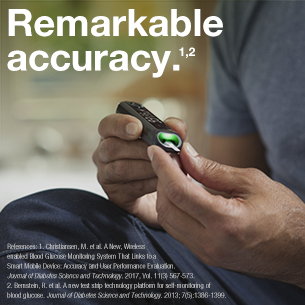 Remarkable
accuracy.1,2
References: 1. Christiansen, M. et al. A New, Wireless
enabled Blood Glucose Monitoring System That Links to a
Smart Mobile Device: Accuracy and User Performance Evaluation.
Journal of Diabetes Science and Technology. 2017, Vol. 11(3) 567-573.
2. Bernstein, R. et al. A new test strip technology platform for self-monitoring of
blood glucose. Journal of Diabetes Science and Technology. 2013; 7(5):1386-1399.